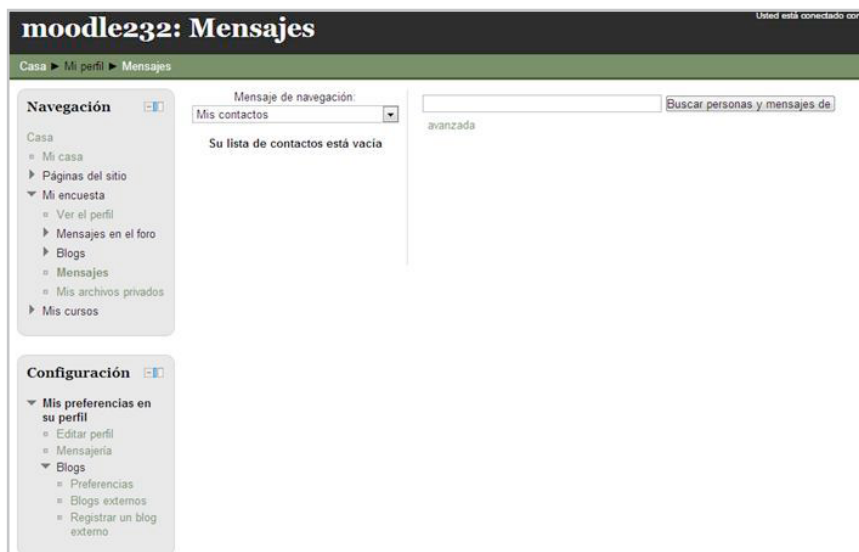 moodle232: Mensajes
Usted está conectado con
Casa ► Mi perfil ► Mensajes
Navegación
Casa
Mi casa
Páginas del sitio
Mi encuesta
Ver el perfil
Mensajes en el foro
Blogs
Mensajes
Mis archivos privados
Mis cursos
Configuración
Mis preferencias en
su perfil
Editar perfil
Mensajería
Blogs
Preferencias
Blogs externos
Registrar un blog
externo
Mensaje de navegación:
Mis contactos
Su lista de contactos está vacía
Buscar personas y mensajes de
avanzada